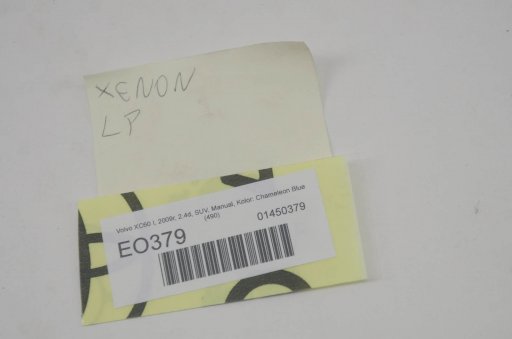 XENON
LP
Volvo XC60 I, 2009r, 2.4d, SUV, Manual, Kolor: Chameleon Blue
(490)
EO379
01450379